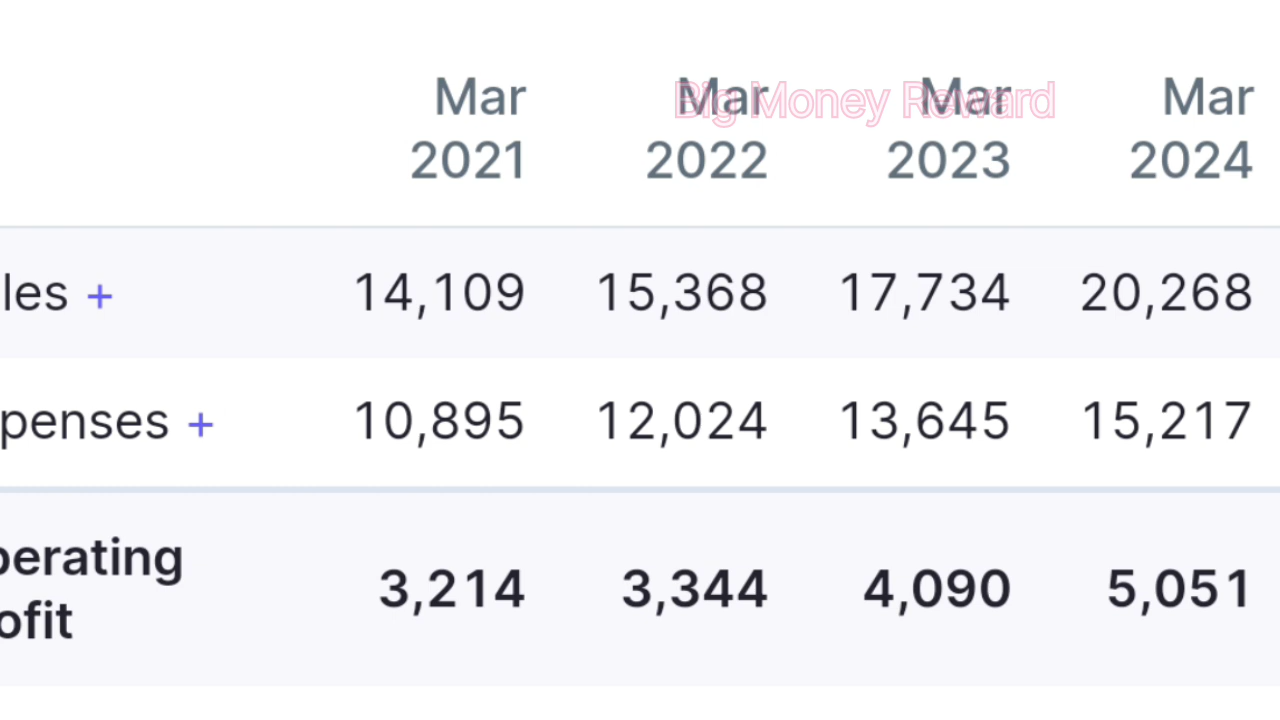 Mar Mar Mar Mar
2021 2022 2023 2024
Big Money Reward
les + 14,109 15,368 17,734 20,268
penses + 10,895 12,024 13,645 15,217
perating
ofit 3,214 3,344 4,090 5,051